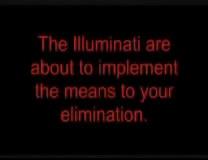 The Illuminati are
about to implement
the means to your
elimination.